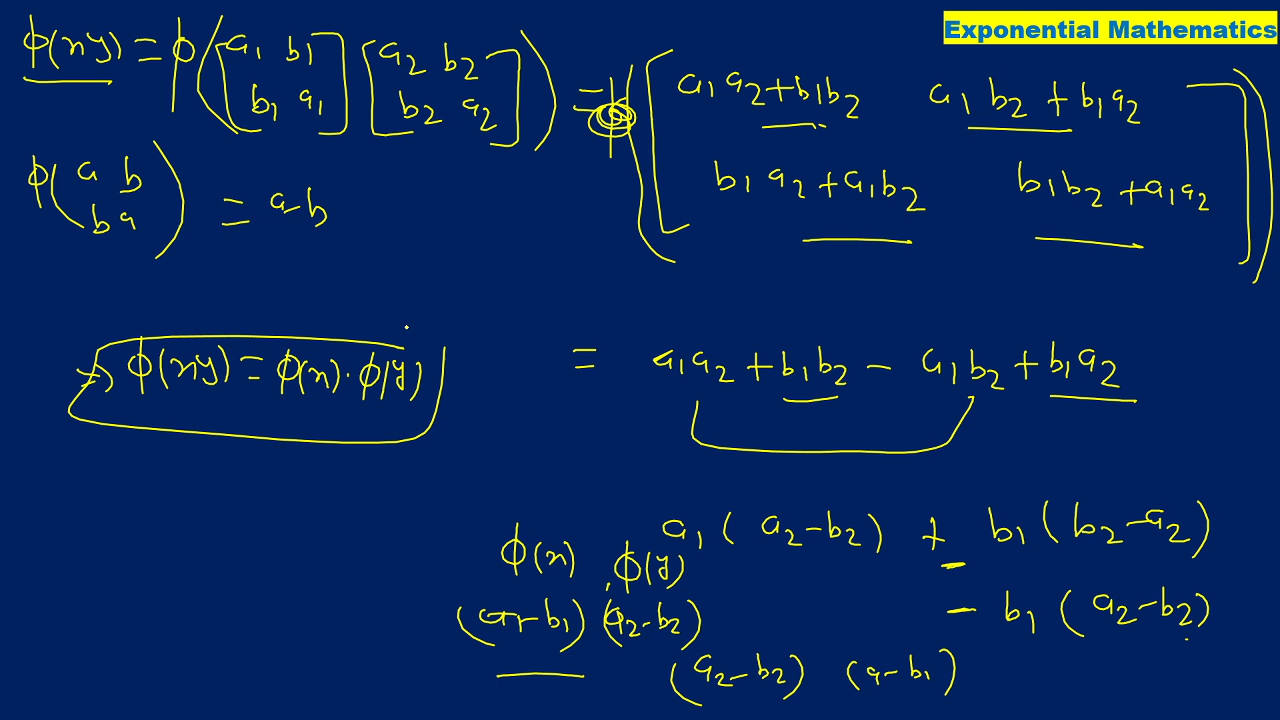 Exponential Mathematics
ϕ(xy) = ϕ([a₁ b₁ [a₂ b₂ = ϕ([a₁a₂+b₁b₂ a₁b₂+b₁a₂
b₁ a₁] b₂ a₂]) b₁a₂+a₁b₂ b₁b₂+a₁a₂])
ϕ(a b
b a) = a-b
⇒ ϕ(xy) = ϕ(x)·ϕ(y)
= a₁a₂+b₁b₂ - a₁b₂+b₁a₂
a₁(a₂-b₂) + b₁(b₂-a₂)
ϕ(x) . ϕ(y)
(a₁-b₁) (a₂-b₂) - b₁(a₂-b₂)
(a₂-b₂) (a-b₁)